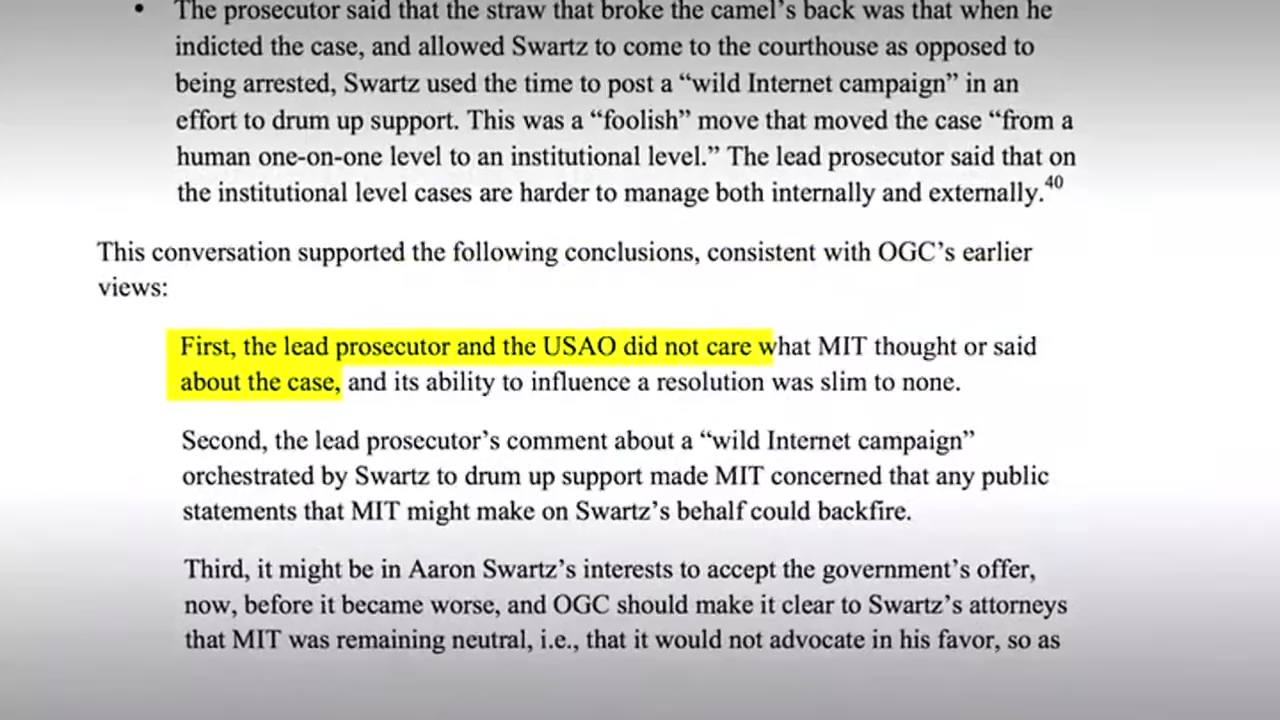 • The prosecutor said that the straw that broke the camel's back was that when he
indicted the case, and allowed Swartz to come to the courthouse as opposed to
being arrested, Swartz used the time to post a “wild Internet campaign” in an
effort to drum up support. This was a “foolish” move that moved the case “from a
human one-on-one level to an institutional level.” The lead prosecutor said that on
the institutional level cases are harder to manage both internally and externally.40
This conversation supported the following conclusions, consistent with OGC’s earlier
views:
First, the lead prosecutor and the USAO did not care what MIT thought or said
about the case, and its ability to influence a resolution was slim to none.
Second, the lead prosecutor’s comment about a “wild Internet campaign”
orchestrated by Swartz to drum up support made MIT concerned that any public
statements that MIT might make on Swartz’s behalf could backfire.
Third, it might be in Aaron Swartz’s interests to accept the government’s offer,
now, before it became worse, and OGC should make it clear to Swartz’s attorneys
that MIT was remaining neutral, i.e., that it would not advocate in his favor, so as